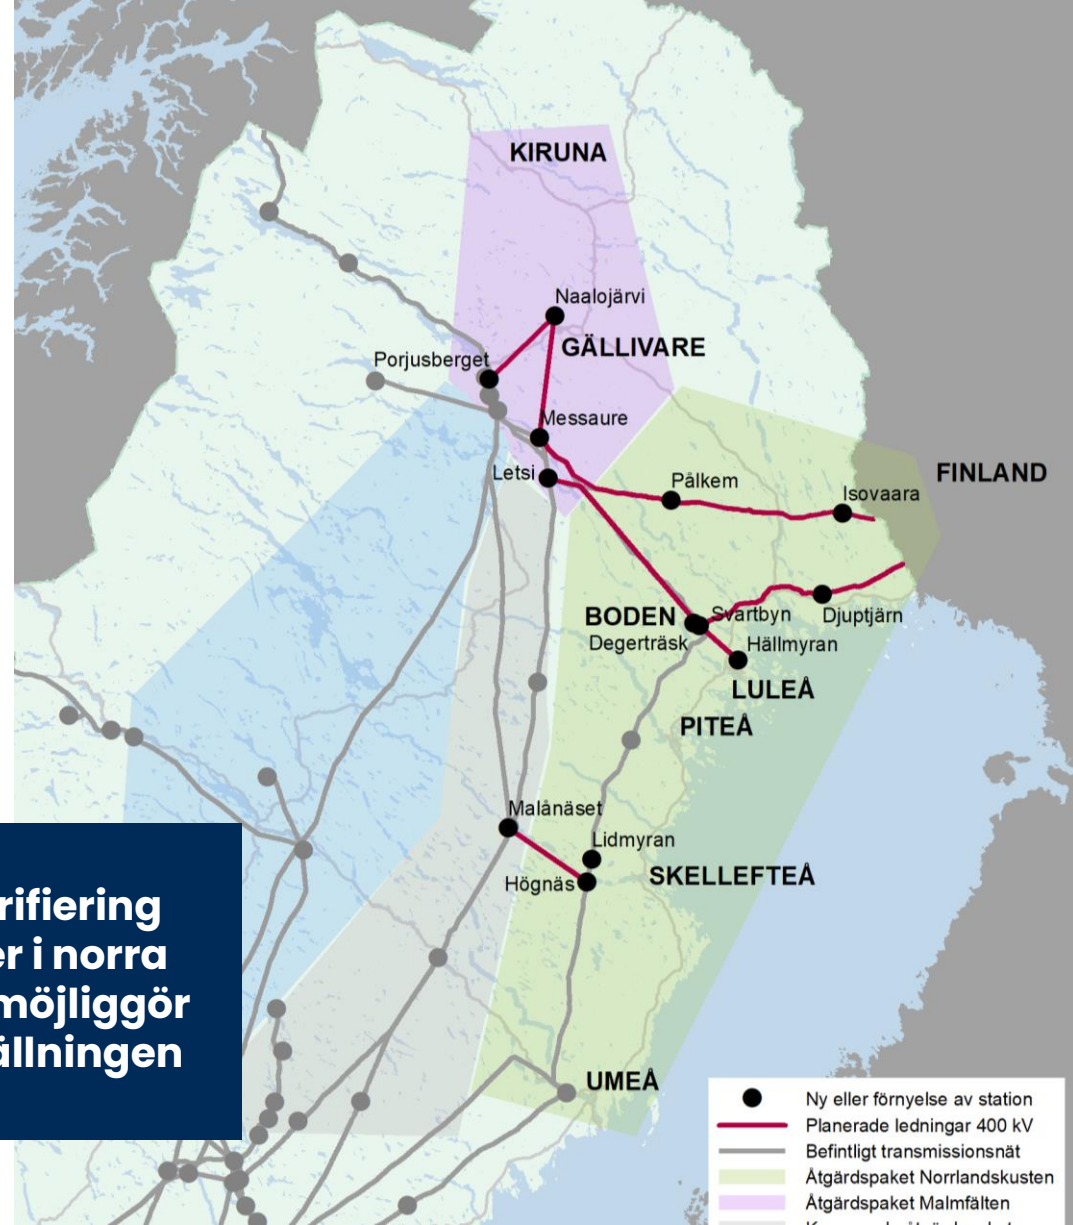 KIRUNA
Naalojärvi
GÄLLIVARE
Porjusberget
Messaure
Letsi
FINLAND
Pålkem
Isovaara
BODEN
Svartbyn
Djuptjärn
Degerträsk
Hällmyran
LULEÅ
PITEÅ
Malånäset
Lidmyran
Högnäs
SKELLEFTEÅ
rifiering
r i norra
möjliggör
ällningen
UMEÅ
Ny eller förnyelse av station
Planerade ledningar 400 kV
Befintligt transmissionsnät
Åtgärdspaket Norrlandskusten
Åtgärdspaket Malmfälten